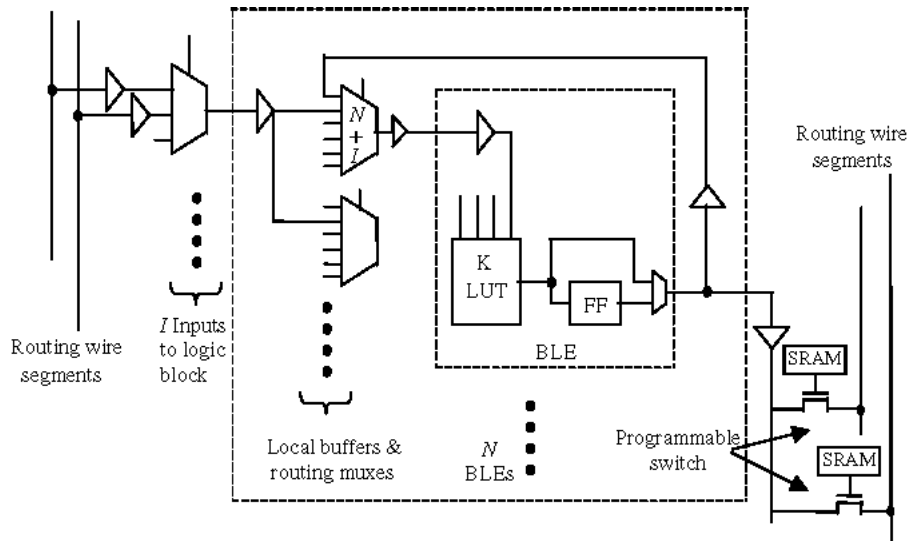 Routing wire
segments
I Inputs
to logic
block
N
+
I
Local buffers &
routing muxes
K
LUT
FF
BLE
N
BLEs
Routing wire
segments
SRAM
Programmable
switch
SRAM